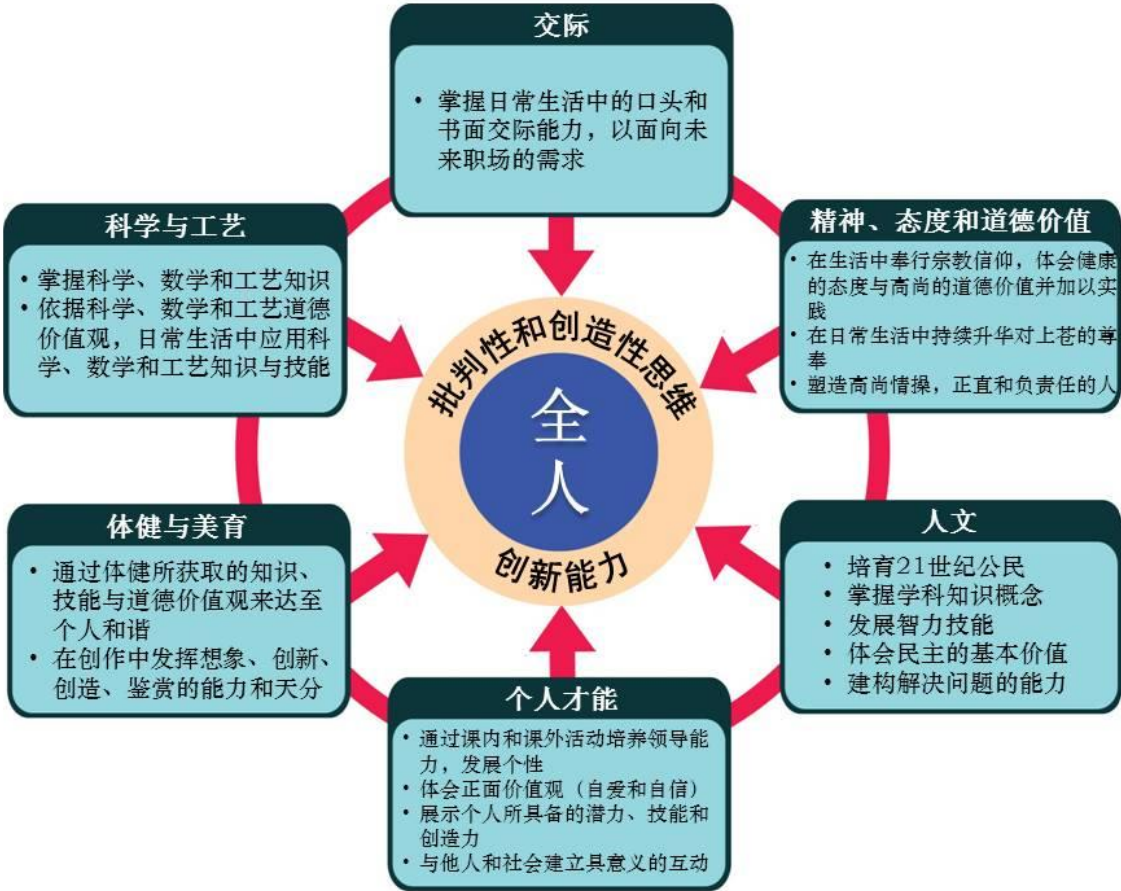 交际
• 掌握日常生活中的口头和
书面交际能力，以面向未
来职场的需求
科学与工艺
• 掌握科学、数学和工艺知识
• 依据科学、数学和工艺道德
价值观，日常生活中应用科
学、数学和工艺知识与技能
精神、态度和道德价值
• 在生活中奉行宗教信仰，体会健康
的态度与高尚的道德价值并加以实
践
• 在日常生活中持续升华对上苍的尊
奉
• 塑造高尚情操，正直和负责任的人
批判性和创造性思维
全
人
创新能力
体健与美育
• 通过体健所获取的知识、
技能与道德价值观来达至
个人和谐
• 在创作中发挥想象、创新、
创造、鉴赏的能力和天分
人文
• 培育21世纪公民
• 掌握学科知识概念
• 发展智力技能
• 体会民主的基本价值
• 建构解决问题的能力
个人才能
• 通过课内和课外活动培养领导能
力，发展个性
• 体会正面价值观（自爱和自信）
• 展示个人所具备的潜力、技能和
创造力
• 与他人和社会建立具意义的互动